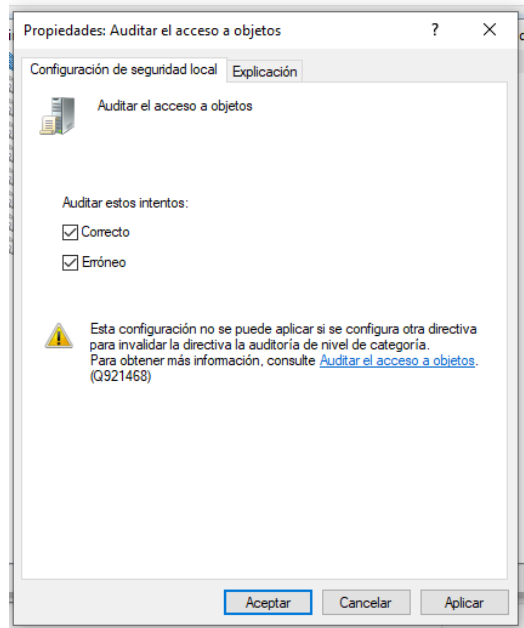 Propiedades: Auditar el acceso a objetos ? ×
Configuración de seguridad local Explicación
Auditar el acceso a objetos
Auditar estos intentos:
Correcto
Erróneo
Esta configuración no se puede aplicar si se configura otra directiva
para invalidar la directiva la auditoría de nivel de categoría.
Para obtener más información, consulte Auditar el acceso a objetos.
(Q921468)
Aceptar Cancelar Aplicar